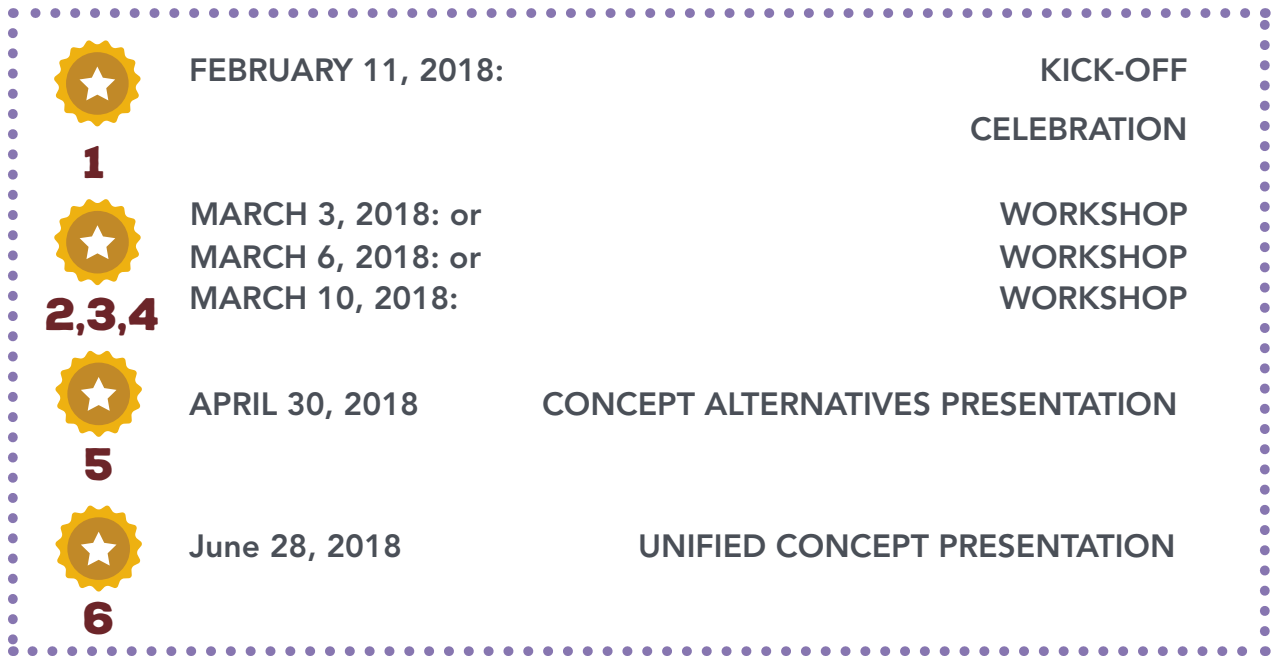 FEBRUARY 11, 2018: KICK-OFF
CELEBRATION
1
MARCH 3, 2018: or WORKSHOP
MARCH 6, 2018: or WORKSHOP
MARCH 10, 2018: WORKSHOP
2,3,4
APRIL 30, 2018 CONCEPT ALTERNATIVES PRESENTATION
5
June 28, 2018 UNIFIED CONCEPT PRESENTATION
6